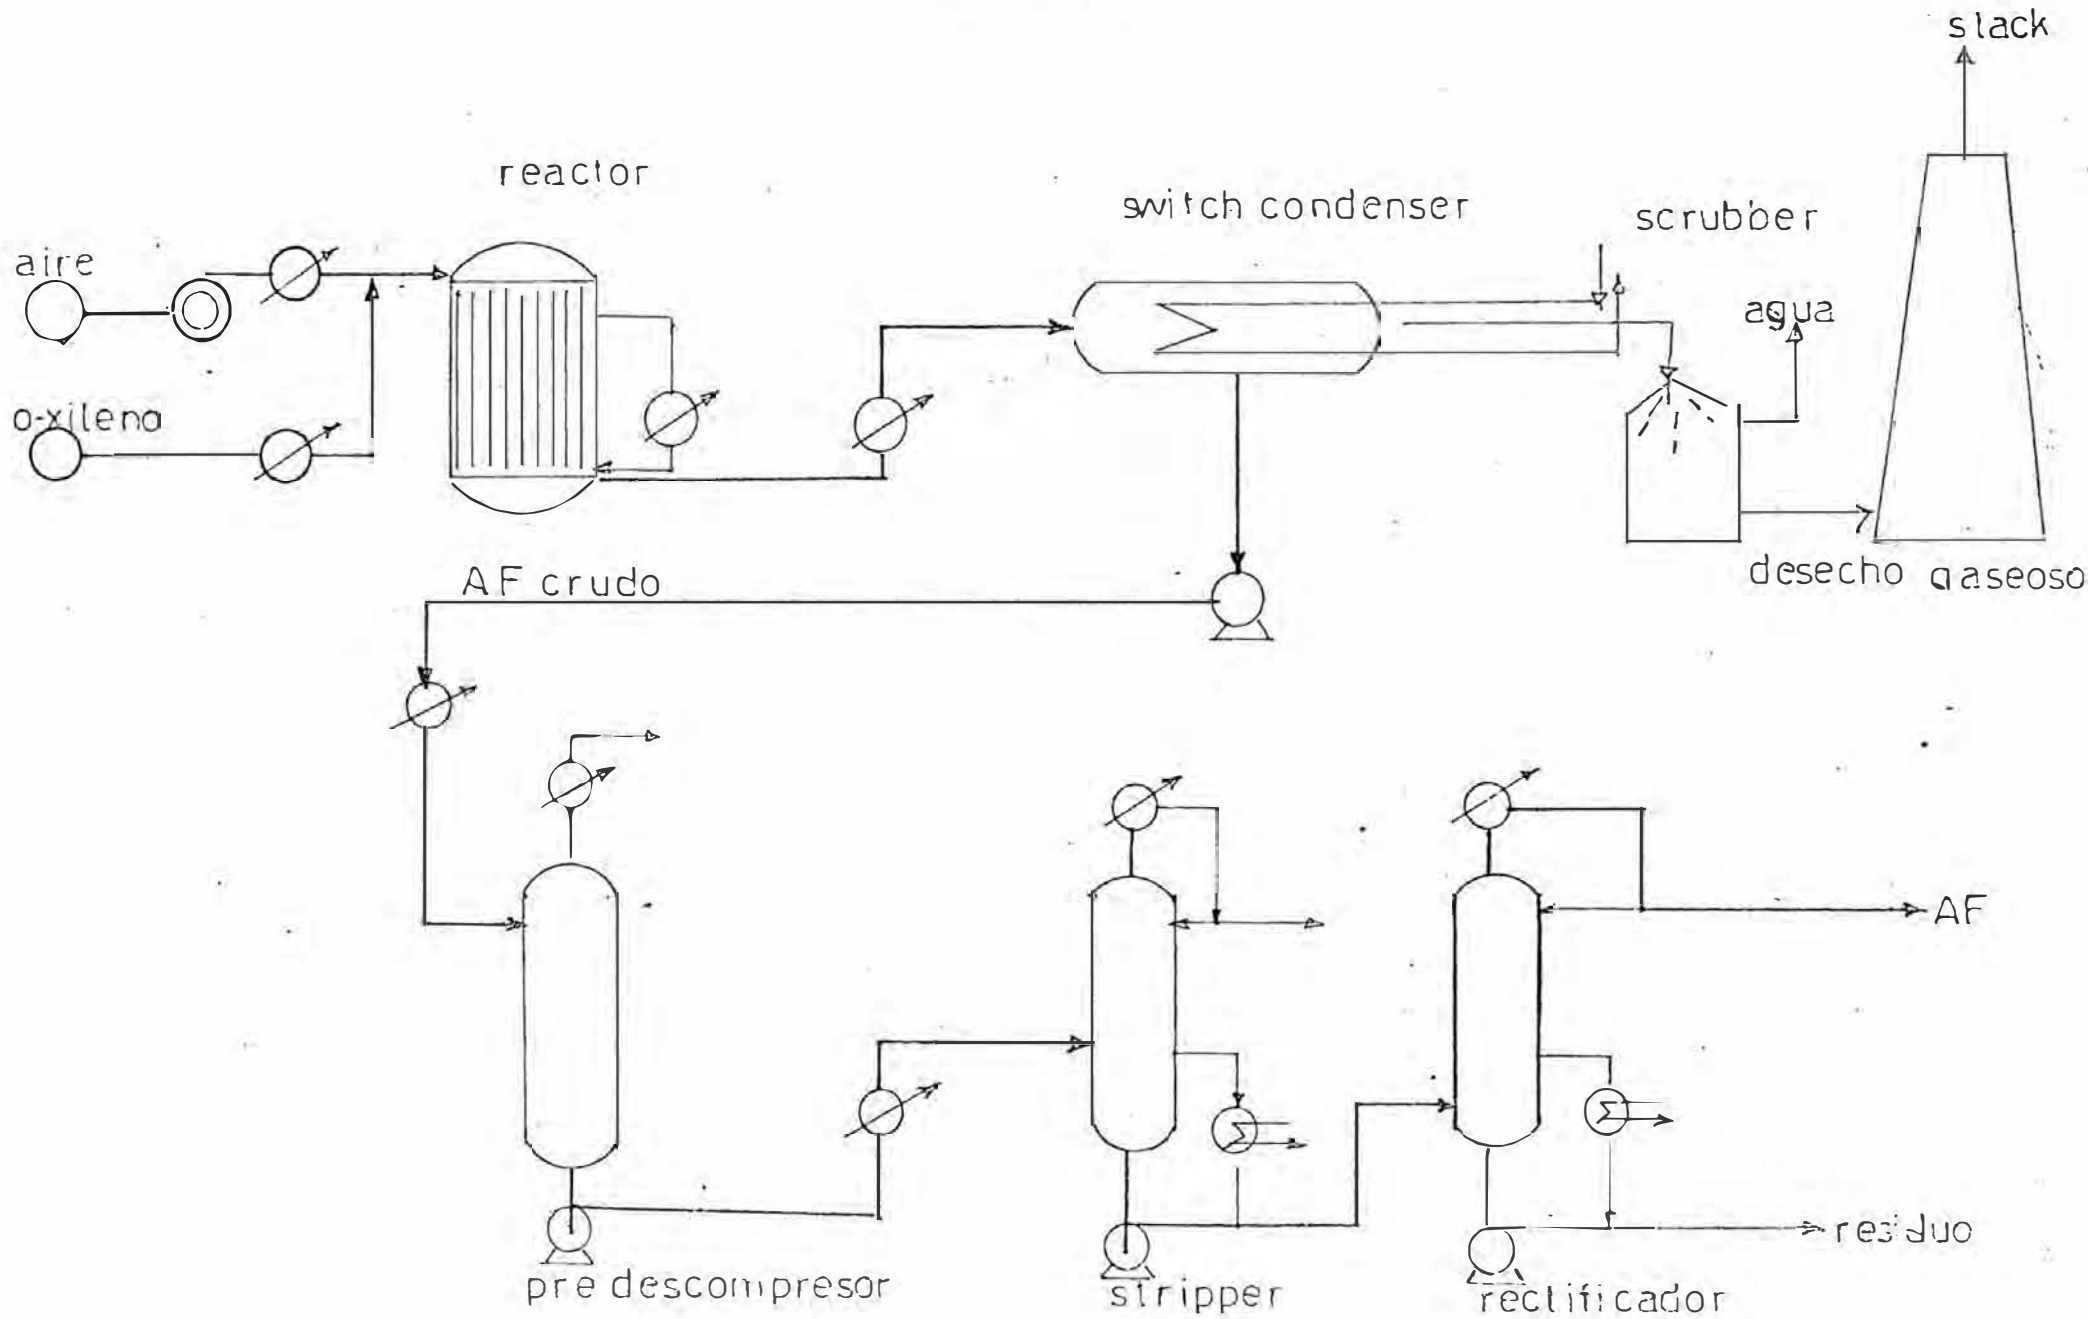 stack
reactor
switch condenser
scrubber
aire
agua
o-xileno
AF crudo
desecho gaseoso
AF
residuo
pre descompresor
stripper
rectificador